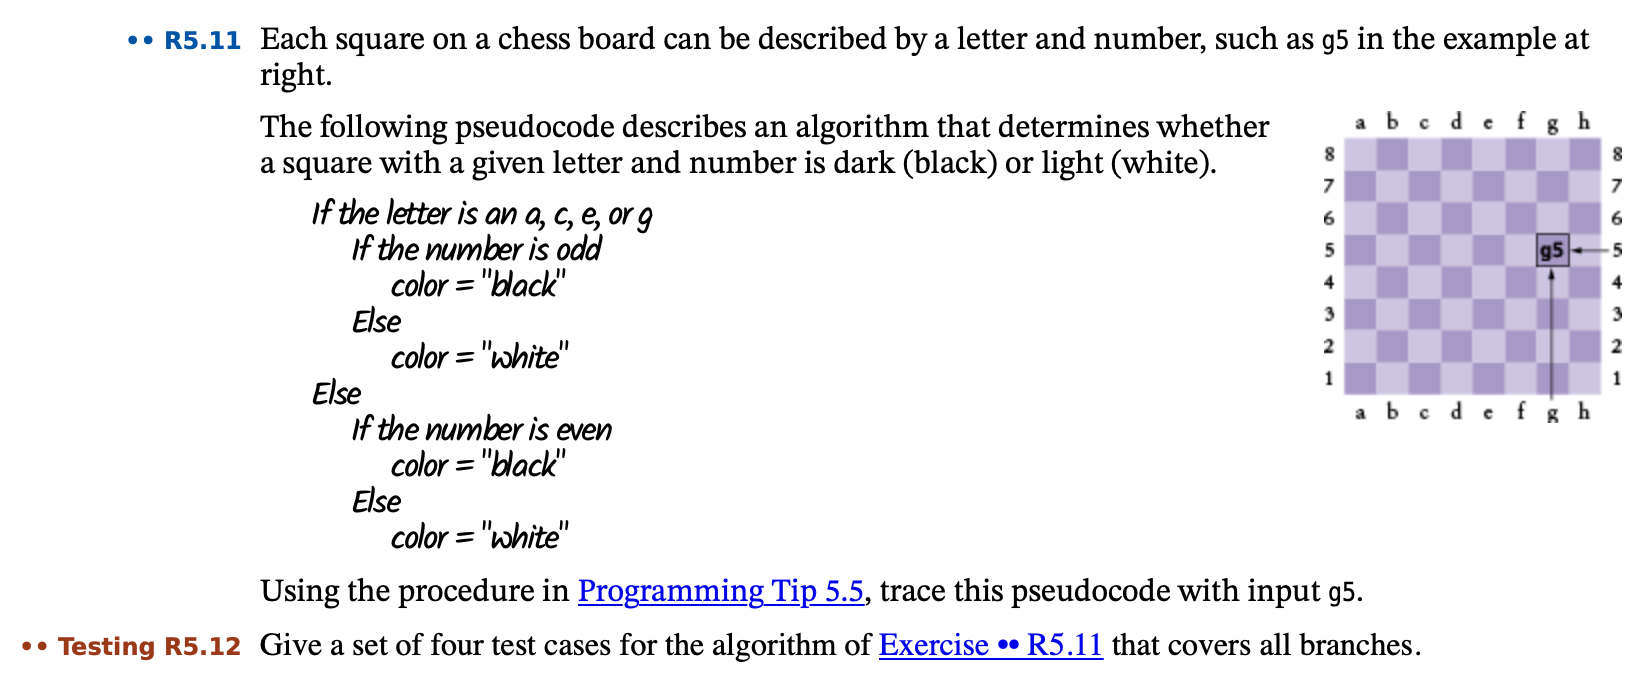 •• R5.11 Each square on a chess board can be described by a letter and number, such as g5 in the example at
right.
The following pseudocode describes an algorithm that determines whether
a square with a given letter and number is dark (black) or light (white).
If the letter is an a, c, e, or g
If the number is odd
color = "black"
Else
color = "white"
Else
If the number is even
color = "black"
Else
color = "white"
a b c d e f g h
8 8
7 7
6 6
5 g5 5
4 4
3 3
2 2
1 1
a b c d e f g h
Using the procedure in Programming Tip 5.5, trace this pseudocode with input g5.
•• Testing R5.12 Give a set of four test cases for the algorithm of Exercise •• R5.11 that covers all branches.